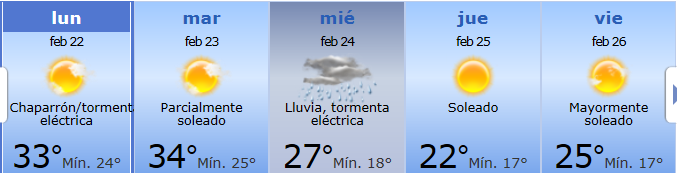 lun
feb 22
Chaparrón/torment
eléctrica
33° Mín. 24°
mar
feb 23
Parcialmente
soleado
34° Mín. 25°
mié
feb 24
Lluvia, tormenta
eléctrica
27° Mín. 18°
jue
feb 25
Soleado
22° Mín. 17°
vie
feb 26
Mayormente
soleado
25° Mín. 17°